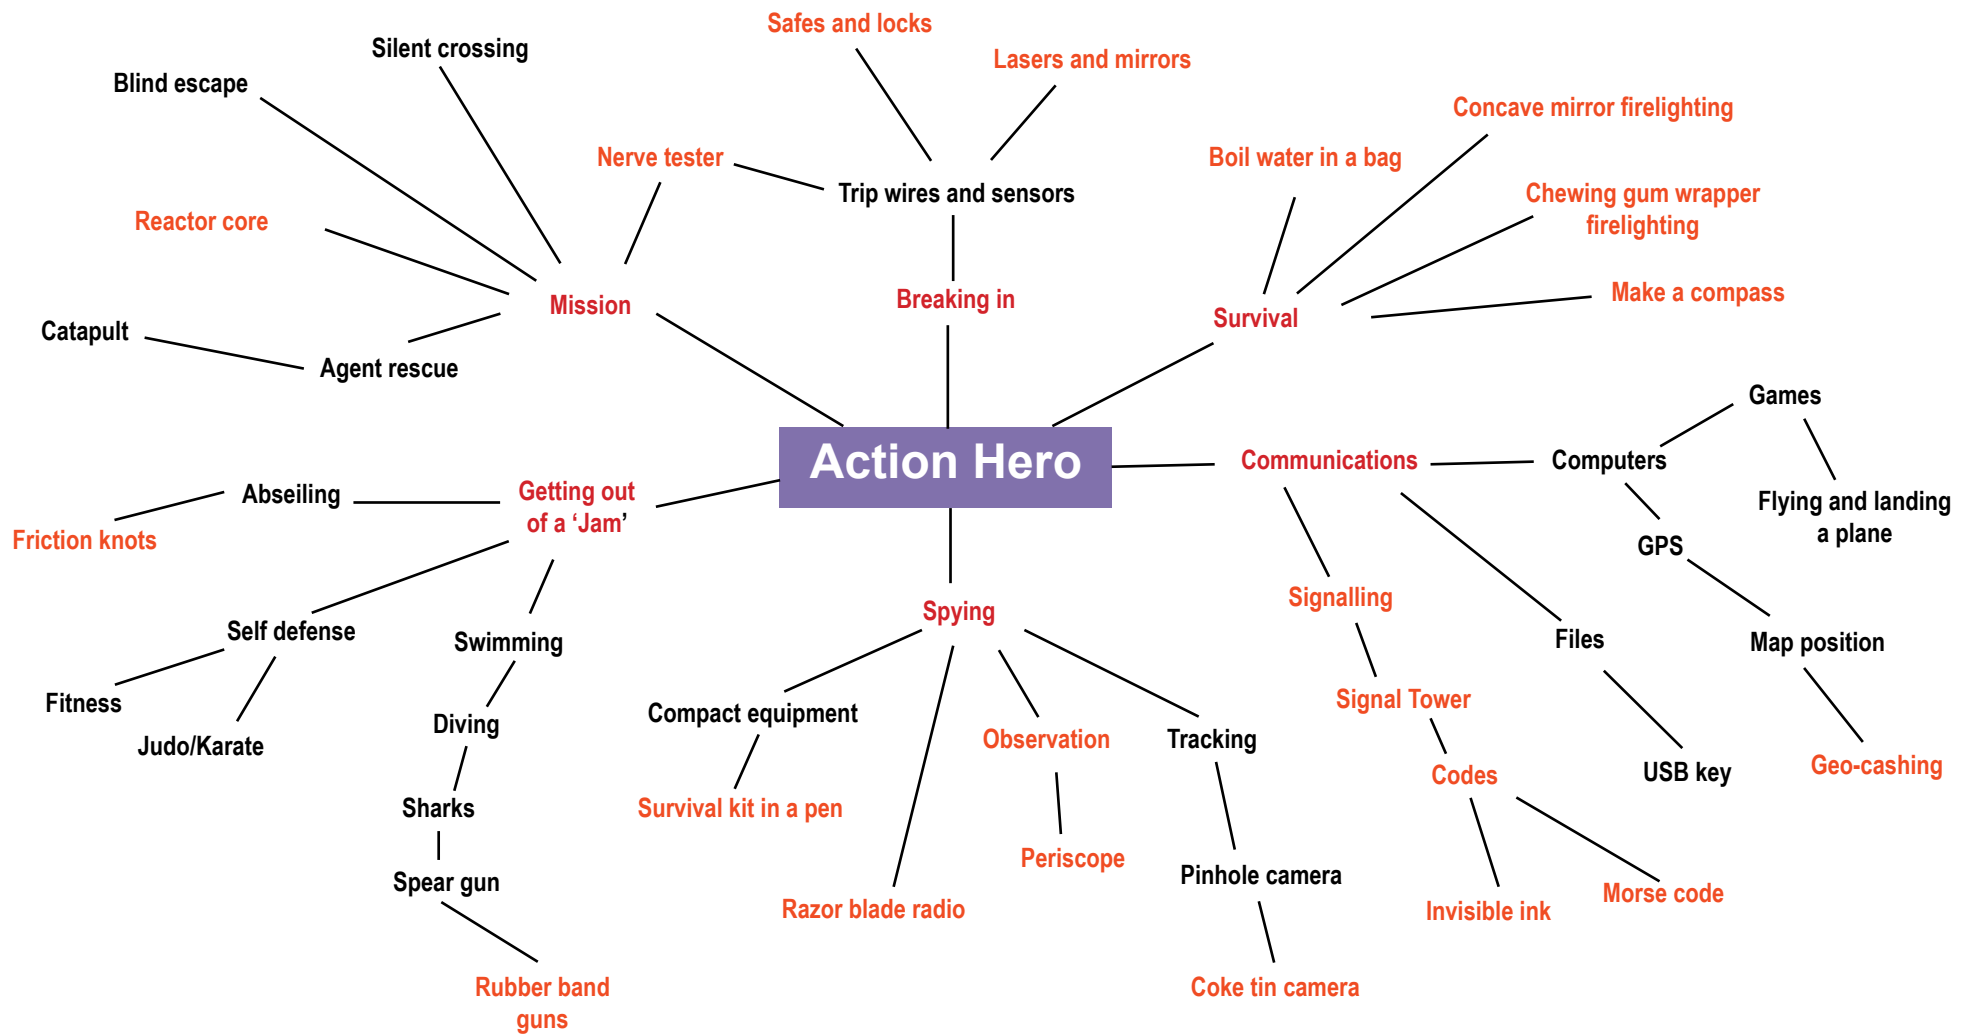 Safes and locks
Silent crossing
Lasers and mirrors
Blind escape
Concave mirror firelighting
Nerve tester
Boil water in a bag
Trip wires and sensors
Chewing gum wrapper
firelighting
Reactor core
Mission
Breaking in
Survival
Make a compass
Catapult
Agent rescue
Games
Action Hero
Communications
Computers
Abseiling
Getting out
of a ‘Jam’
Flying and landing
a plane
Friction knots
GPS
Signalling
Spying
Self defense
Swimming
Files
Map position
Fitness
Compact equipment
Signal Tower
Judo/Karate
Diving
Observation
Tracking
Codes
USB key
Geo-cashing
Sharks
Survival kit in a pen
Periscope
Pinhole camera
Spear gun
Razor blade radio
Invisible ink
Morse code
Rubber band
guns
Coke tin camera